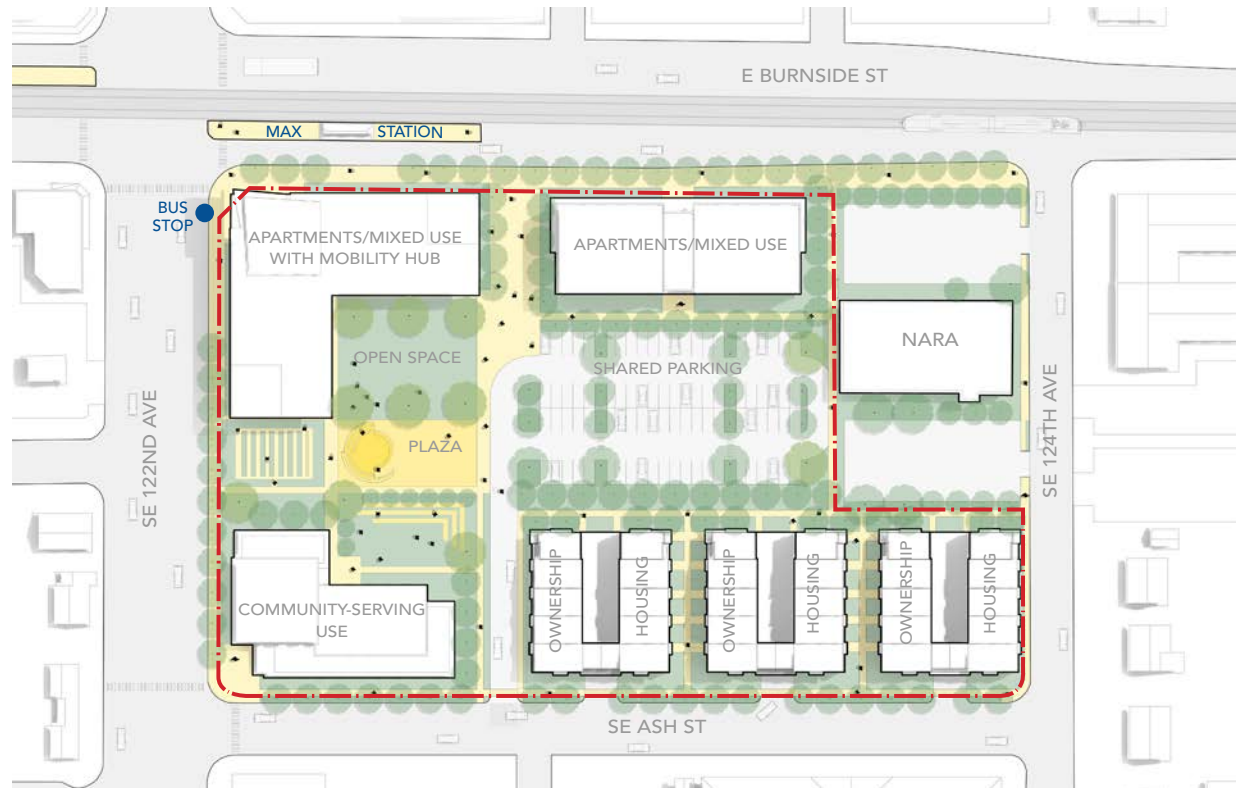 E BURNSIDE ST
MAX STATION
BUS
STOP
APARTMENTS/MIXED USE
WITH MOBILITY HUB
APARTMENTS/MIXED USE
NARA
OPEN SPACE
SHARED PARKING
SE 122ND AVE
SE 124TH AVE
PLAZA
COMMUNITY-SERVING
USE
OWNERSHIP
HOUSING
OWNERSHIP
HOUSING
OWNERSHIP
HOUSING
SE ASH ST